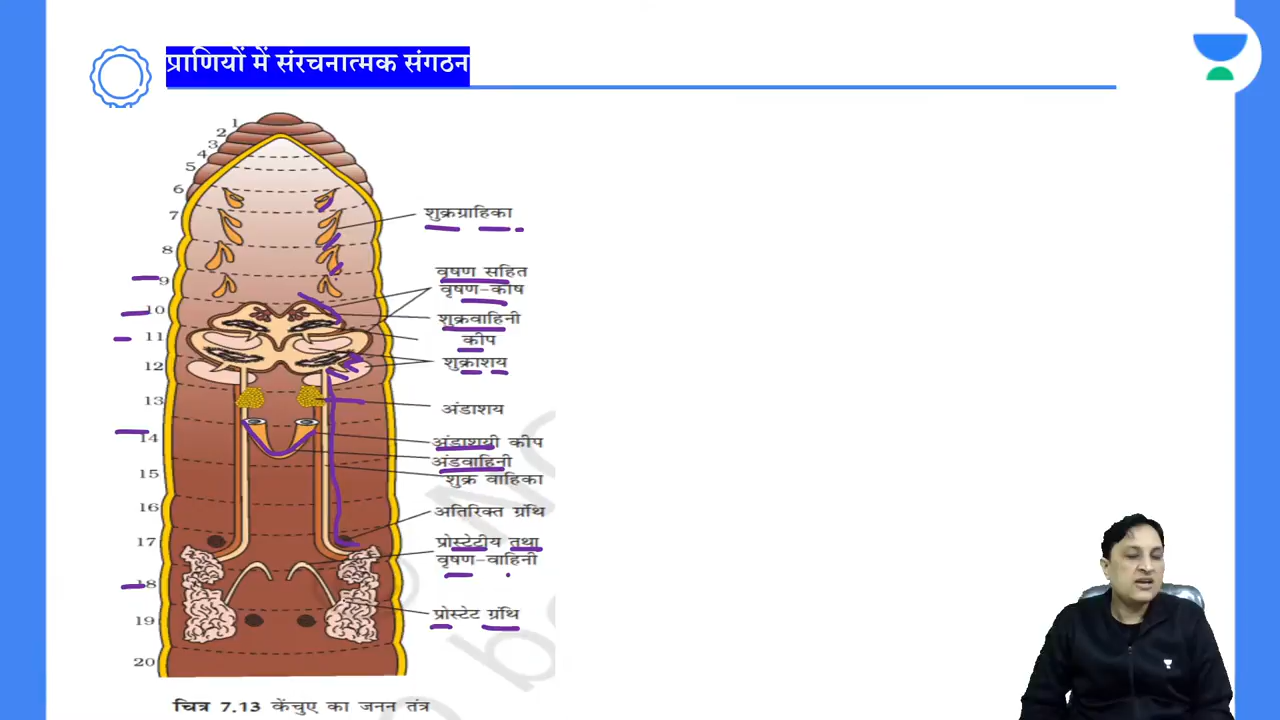 प्राणियों में संरचनात्मक संगठन
1
2
3
4
5
6
7
8
9
10
11
12
13
14
15
16
17
18
19
20
शुक्रग्राहिका
वृषण सहित
वृषण-कोष
शुक्रवाहिनी
कीप
शुक्राशय
अंडाशय
अंडाशयी कीप
अंडवाहिनी
शुक्र वाहिका
अतिरिक्त ग्रंथि
प्रोस्टेटीय तथा
वृषण-वाहिनी
प्रोस्टेट ग्रंथि
चित्र 7.13 केंचुए का जनन तंत्र